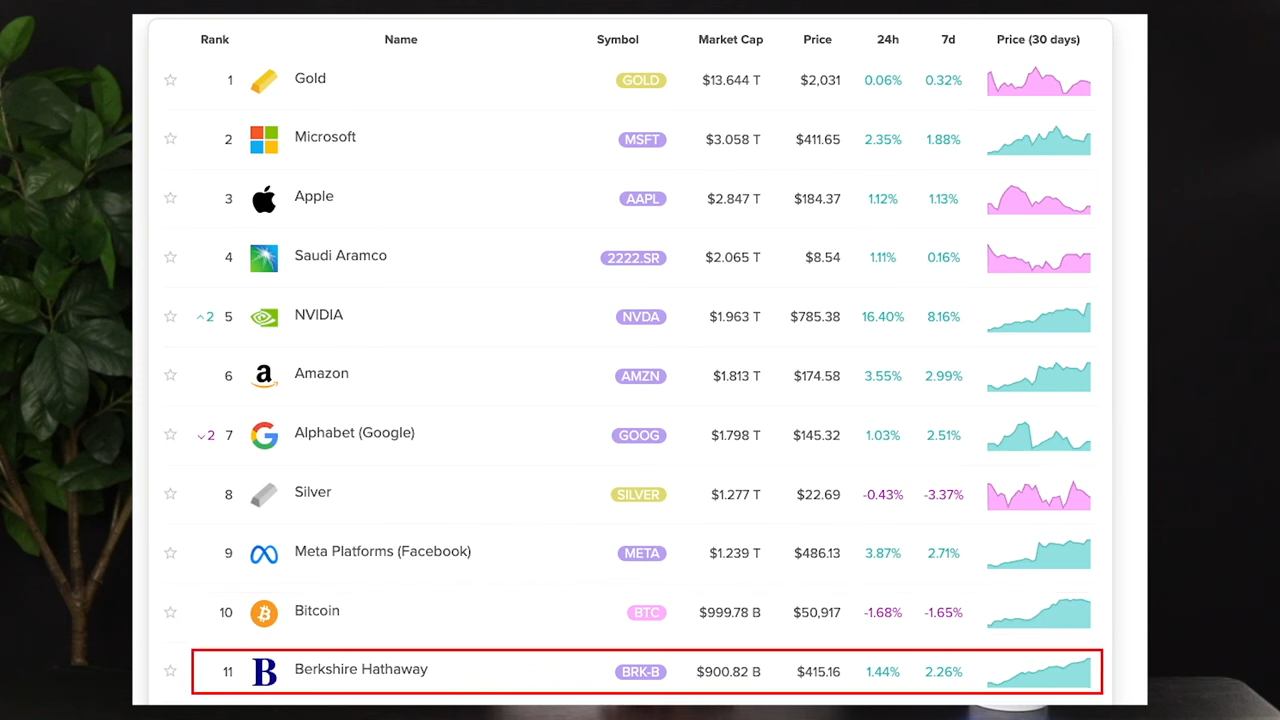 Rank Name Symbol Market Cap Price 24h 7d Price (30 days)
1 Gold GOLD $13.644 T $2,031 0.06% 0.32%
2 Microsoft MSFT $3.058 T $411.65 2.35% 1.88%
3 Apple AAPL $2.847 T $184.37 1.12% 1.13%
4 Saudi Aramco 2222.SR $2.065 T $8.54 1.11% 0.16%
2 5 NVIDIA NVDA $1.963 T $785.38 16.40% 8.16%
6 a Amazon AMZN $1.813 T $174.58 3.55% 2.99%
2 7 G Alphabet (Google) GOOG $1.798 T $145.32 1.03% 2.51%
8 Silver SILVER $1.277 T $22.69 -0.43% -3.37%
9 Meta Platforms (Facebook) META $1.239 T $486.13 3.87% 2.71%
10 Bitcoin BTC $999.78 B $50,917 -1.68% -1.65%
11 B Berkshire Hathaway BRK-B $900.82 B $415.16 1.44% 2.26%